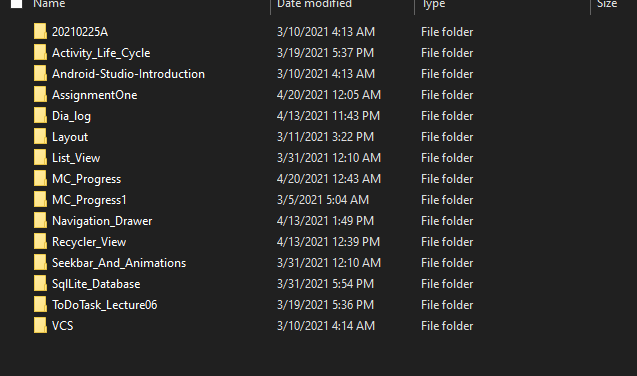 Name Date modified Type Size
20210225A 3/10/2021 4:13 AM File folder
Activity_Life_Cycle 3/19/2021 5:37 PM File folder
Android-Studio-Introduction 3/10/2021 4:13 AM File folder
AssignmentOne 4/20/2021 12:05 AM File folder
Dia_log 4/13/2021 11:43 PM File folder
Layout 3/11/2021 3:22 PM File folder
List_View 3/31/2021 12:10 AM File folder
MC_Progress 4/20/2021 12:43 AM File folder
MC_Progress1 3/5/2021 5:04 AM File folder
Navigation_Drawer 4/13/2021 1:49 PM File folder
Recycler_View 4/13/2021 12:39 PM File folder
Seekbar_And_Animations 3/31/2021 12:10 AM File folder
SqlLite_Database 3/31/2021 5:54 PM File folder
ToDoTask_Lecture06 3/19/2021 5:36 PM File folder
VCS 3/10/2021 4:14 AM File folder